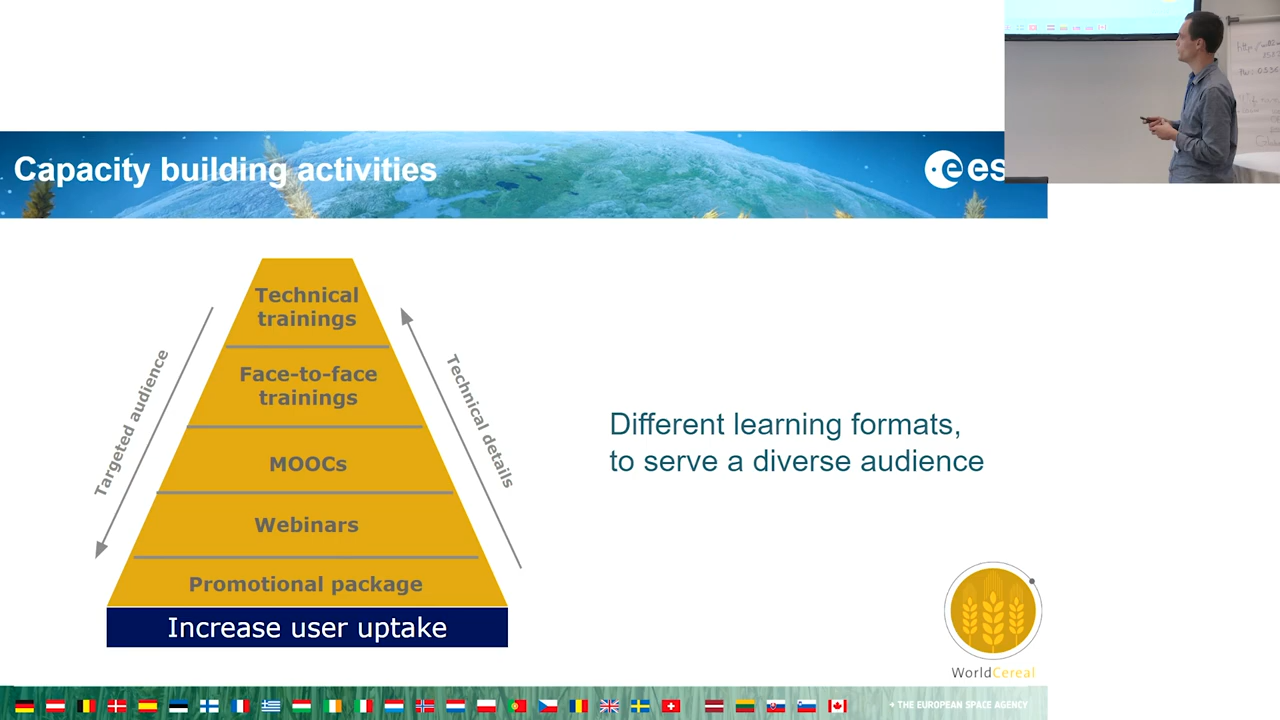 Capacity building activities
es
Technical
trainings
Face-to-face
trainings
MOOCs
Webinars
Promotional package
Increase user uptake
Targeted audience
Technical details
Different learning formats,
to serve a diverse audience
WorldCereal
→ THE EUROPEAN SPACE AGENCY